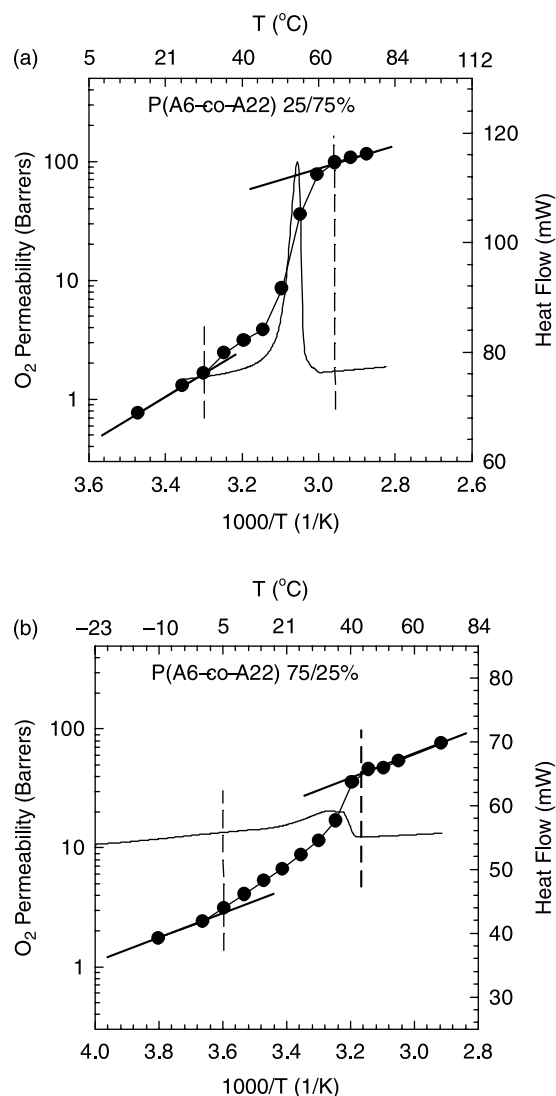 T (°C)
5 21 40 60 84 112
(a)
P(A6–co–A22) 25/75%
O2 Permeability (Barrers)
100
10
1
120
100
80
60
Heat Flow (mW)
3.6 3.4 3.2 3.0 2.8 2.6
1000/T (1/K)
T (°C)
–23 –10 5 21 40 60 84
(b)
P(A6–co–A22) 75/25%
O2 Permeability (Barrers)
100
10
1
80
70
60
50
40
30
Heat Flow (mW)
4.0 3.8 3.6 3.4 3.2 3.0 2.8
1000/T (1/K)